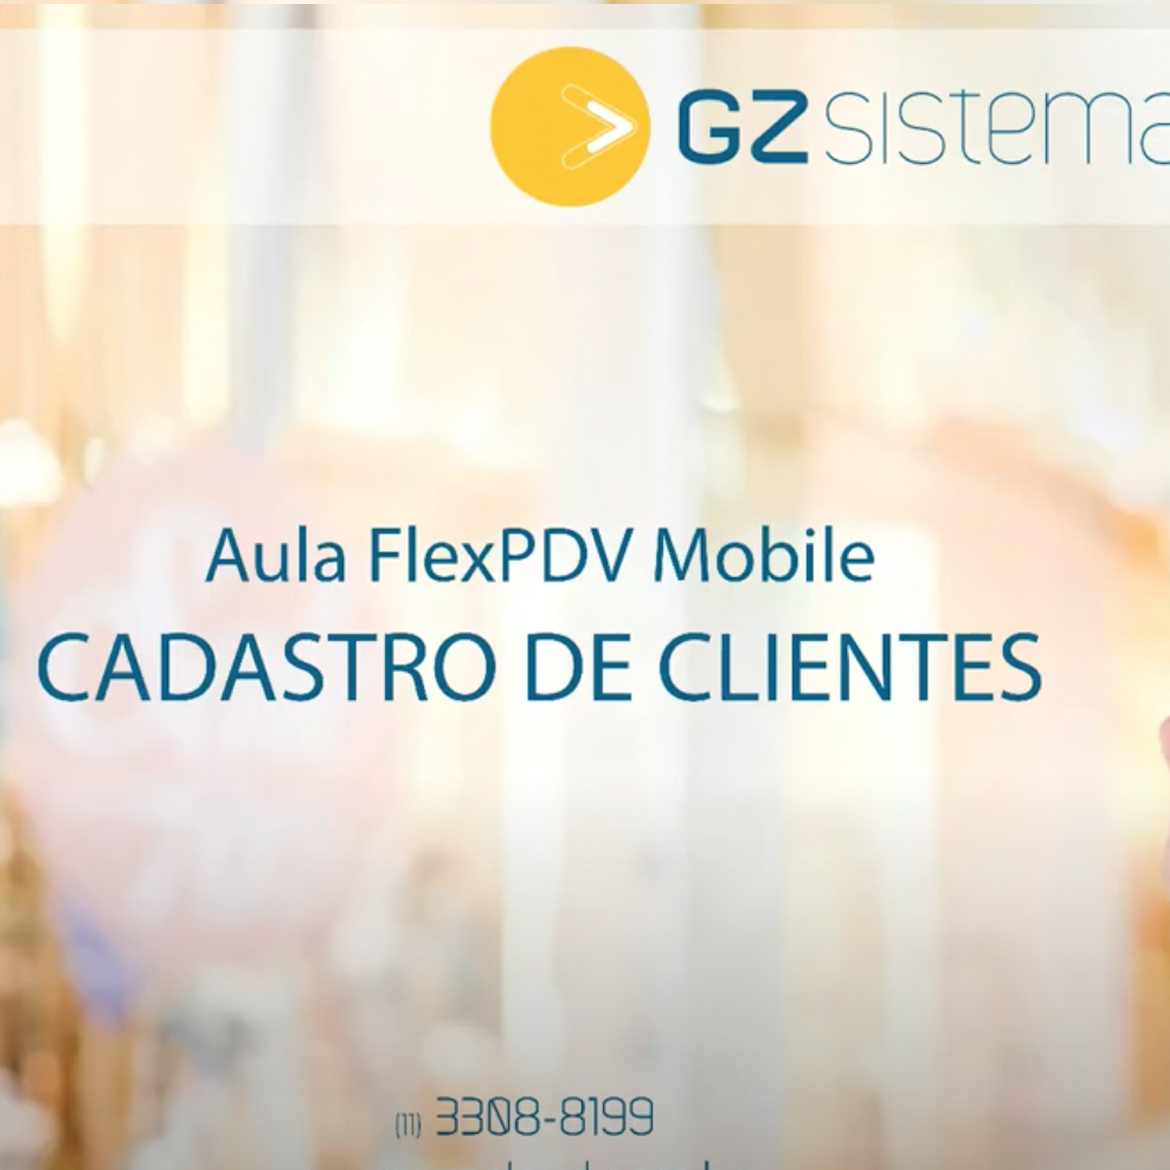 GZ sistema
Aula FlexPDV Mobile
CADASTRO DE CLIENTES
(11) 3308-8199